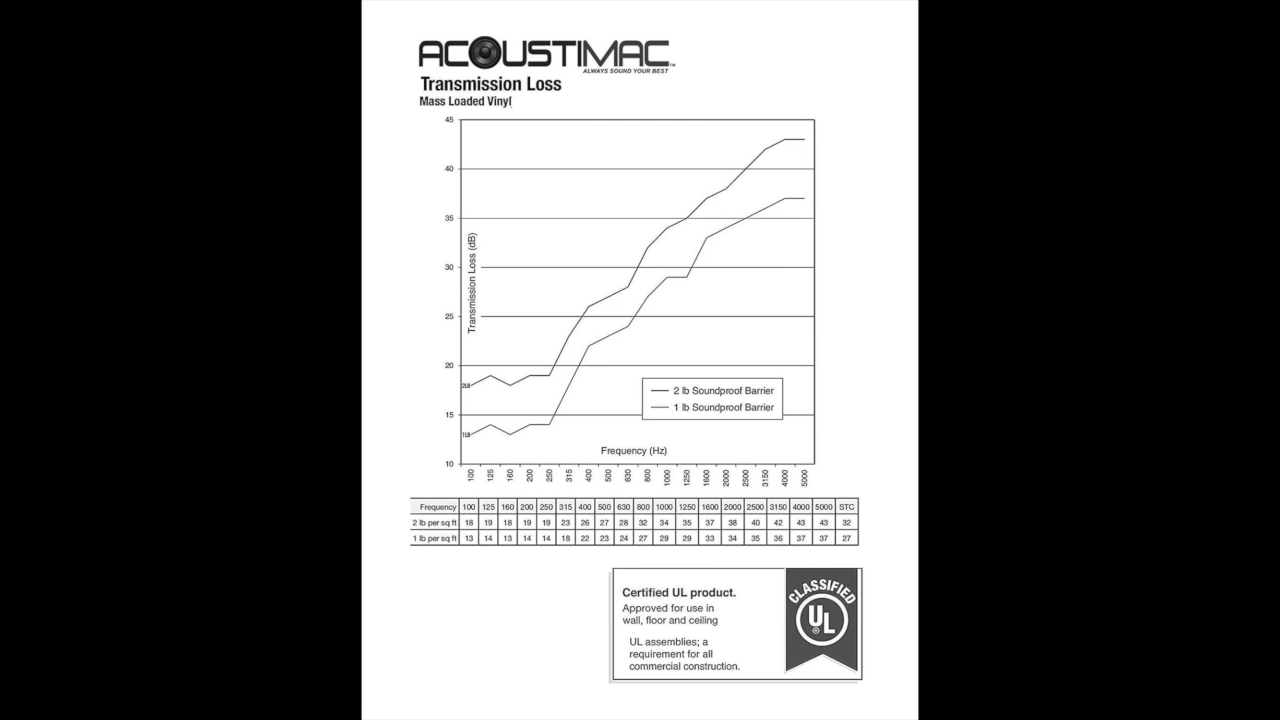 ACOUSTIMAC™
ALWAYS SOUND YOUR BEST
Transmission Loss
Mass Loaded Vinyl
45
40
35
30
25
20
15
10
Transmission Loss (dB)
2LB
1LB
2 lb Soundproof Barrier
1 lb Soundproof Barrier
Frequency (Hz)
100 125 160 200 250 315 400 500 630 800 1000 1250 1600 2000 2500 3150 4000 5000
Frequency 100 125 160 200 250 315 400 500 630 800 1000 1250 1600 2000 2500 3150 4000 5000 STC
2 lb per sq ft 18 19 18 19 19 23 26 27 28 32 34 35 37 38 40 42 43 43 32
1 lb per sq ft 13 14 13 14 14 18 22 23 24 27 29 29 33 34 35 36 37 37 27
Certified UL product.
Approved for use in
wall, floor and ceiling
UL assemblies; a
requirement for all
commercial construction.
CLASSIFIED
UL®